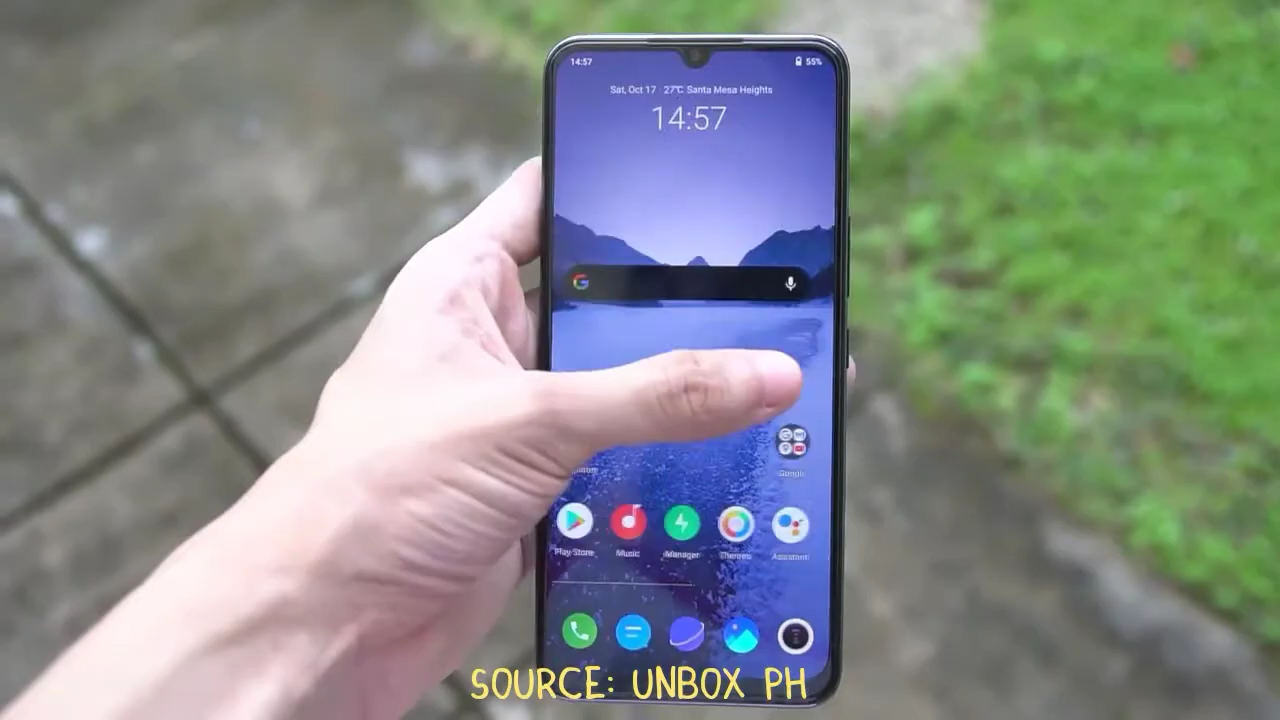 14:57 55%
Sat, Oct 17 27℃ Santa Mesa Heights
14:57
Google
Play Store Music iManager Themes Assistant
SOURCE: UNBOX PH